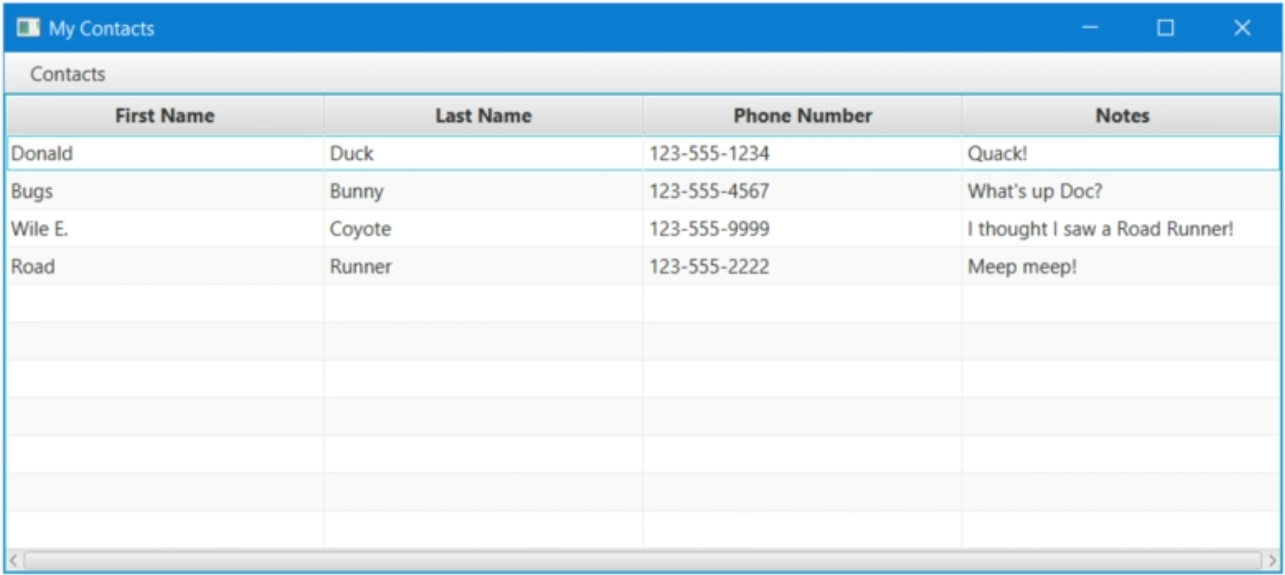 My Contacts
Contacts
First Name Last Name Phone Number Notes
Donald Duck 123-555-1234 Quack!
Bugs Bunny 123-555-4567 What's up Doc?
Wile E. Coyote 123-555-9999 I thought I saw a Road Runner!
Road Runner 123-555-2222 Meep meep!